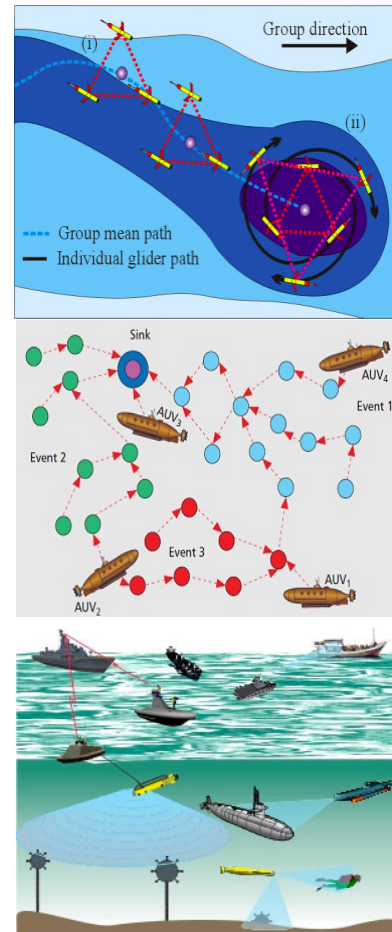 (i)
Group direction
(ii)
Group mean path
Individual glider path
Sink
AUV4
AUV3
Event 1
Event 2
Event 3
AUV2
AUV1